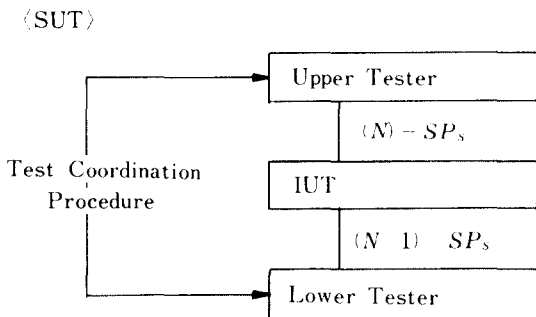 〈SUT〉
Upper Tester
(N) - SPs
Test Coordination
Procedure
IUT
(N 1) SPs
Lower Tester